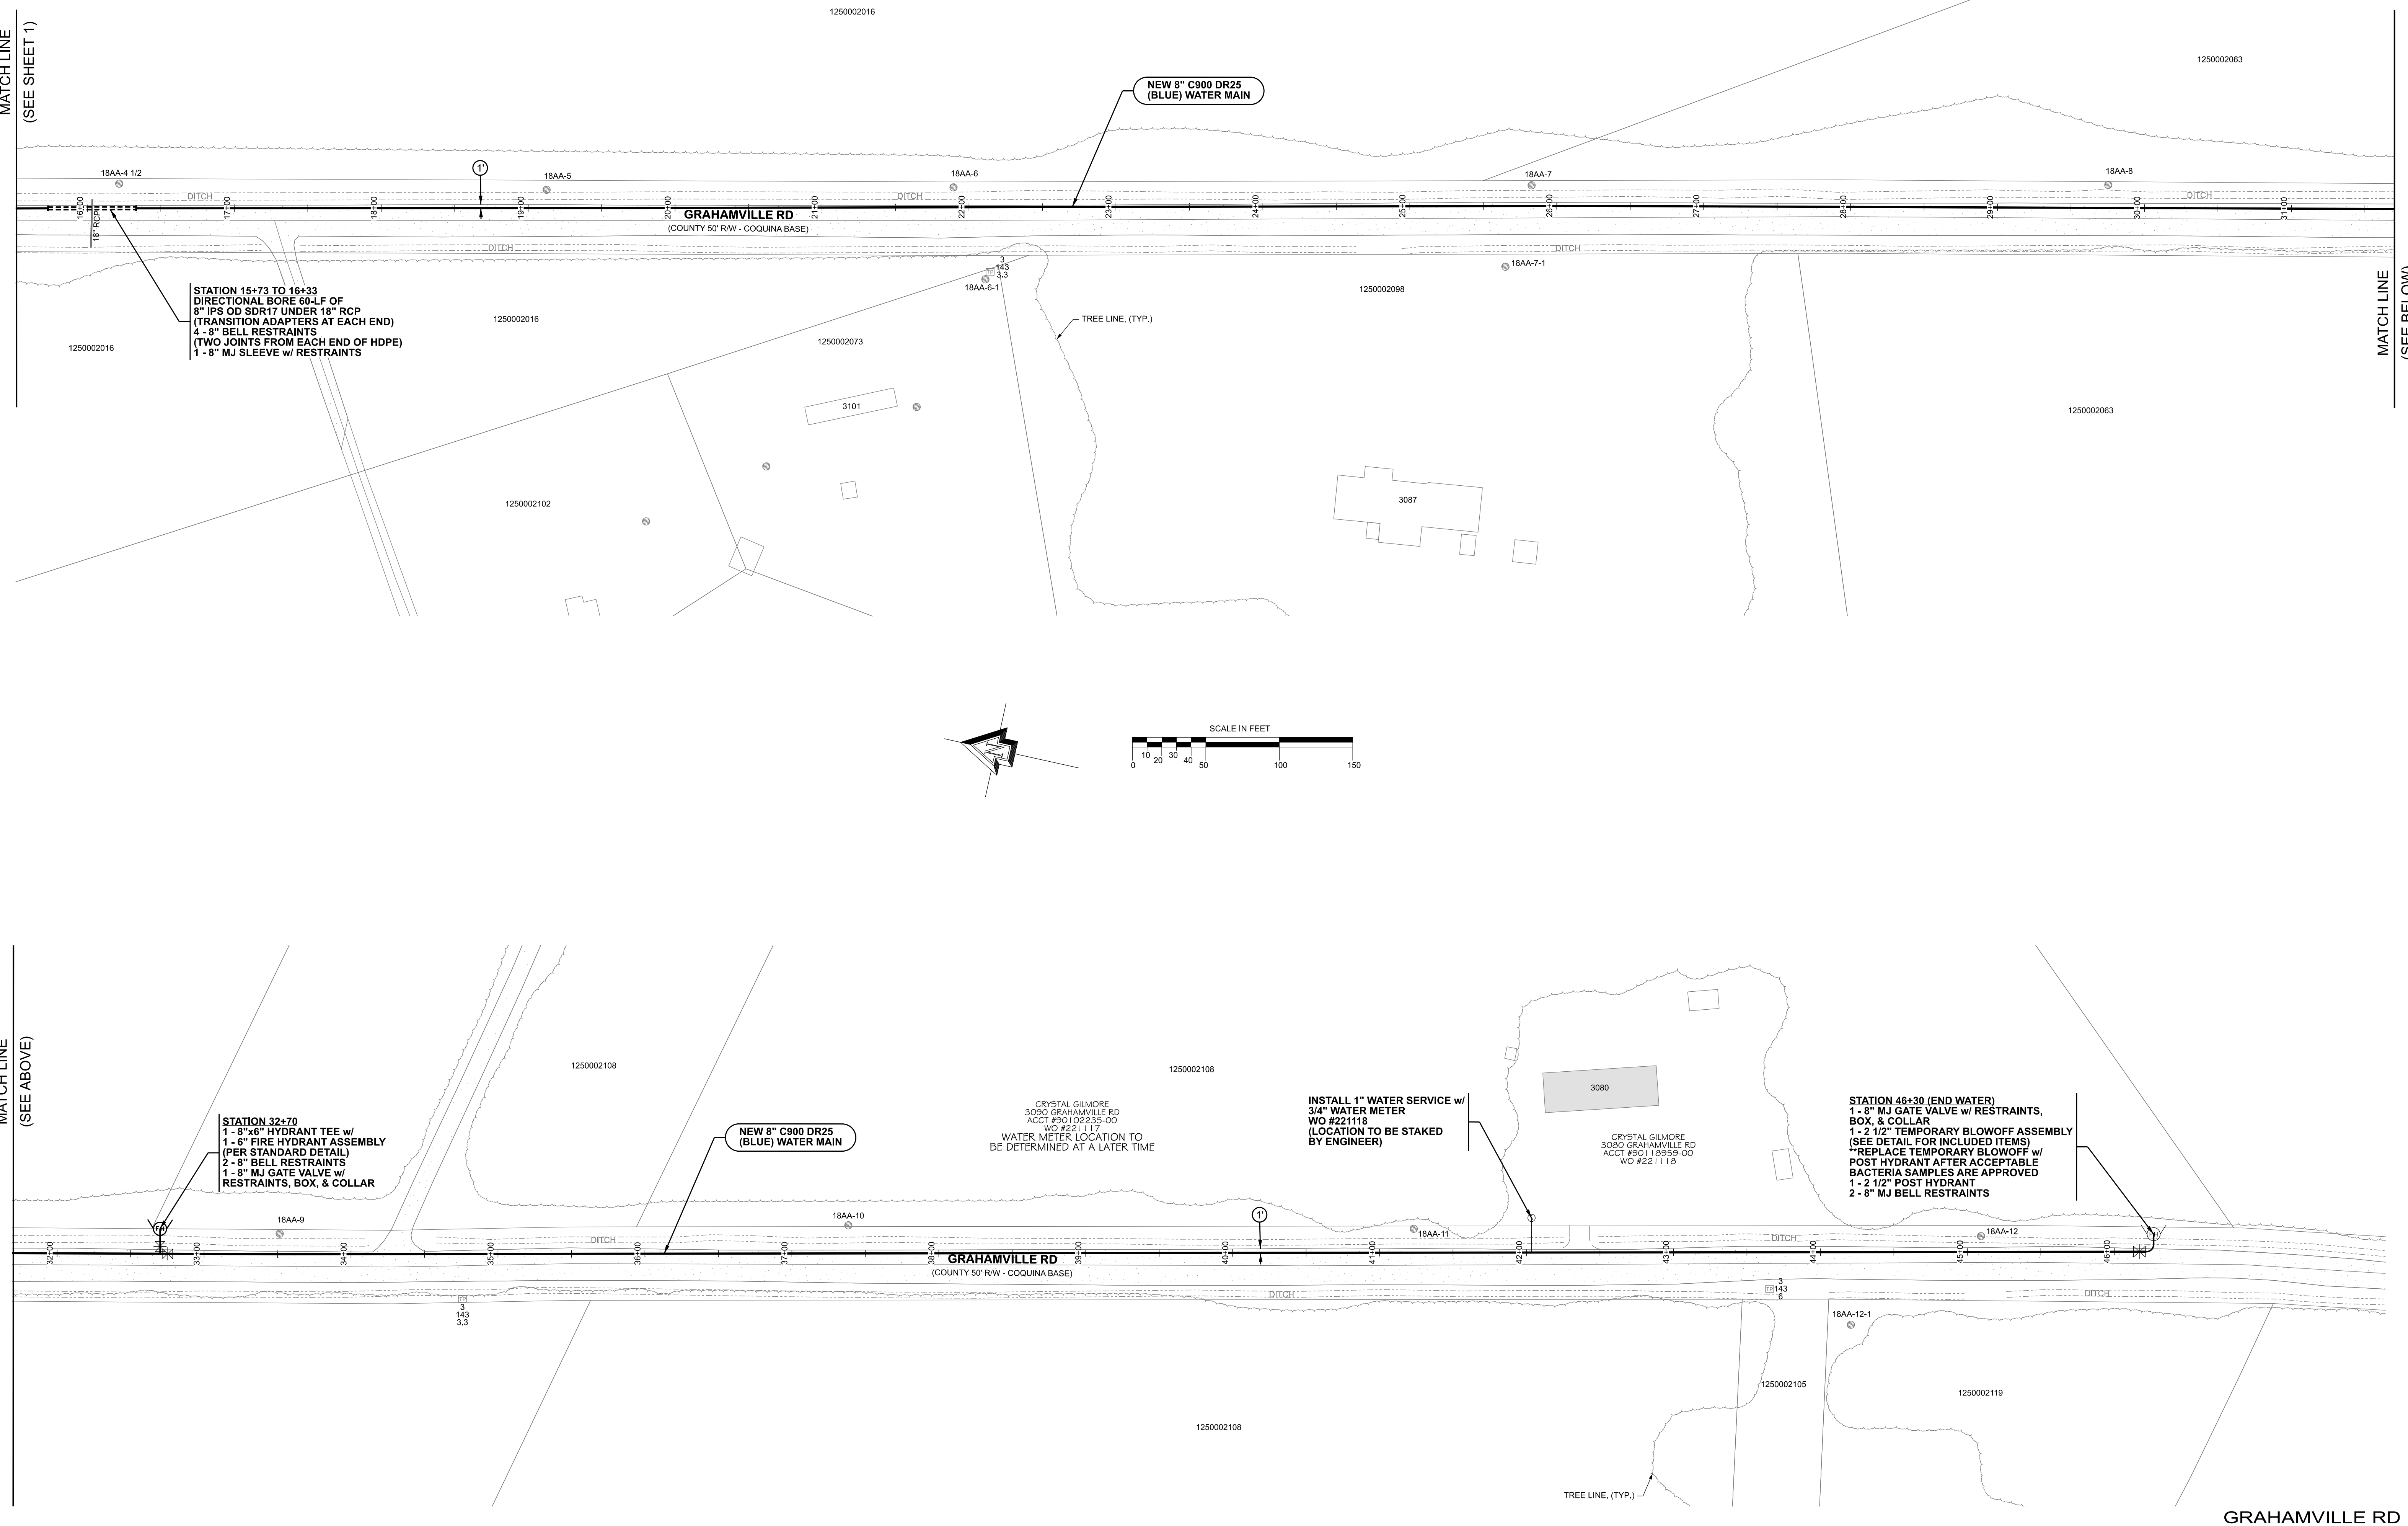 1250002016
MATCH LINE
(SEE SHEET 1)
1250002063
NEW 8" C900 DR25
(BLUE) WATER MAIN
18AA-4 1/2
1'
18AA-5
18AA-6
18AA-7
18AA-8
DITCH
DITCH
DITCH
16+00
17+00
18+00
19+00
20+00
21+00
22+00
23+00
24+00
25+00
26+00
27+00
28+00
29+00
30+00
31+00
18" RCP
GRAHAMVILLE RD
(COUNTY 50' R/W - COQUINA BASE)
DITCH
DITCH
3
143
3.3
18AA-6-1
18AA-7-1
MATCH LINE
(SEE BELOW)
STATION 15+73 TO 16+33
DIRECTIONAL BORE 60-LF OF
8" IPS OD SDR17 UNDER 18" RCP
(TRANSITION ADAPTERS AT EACH END)
4 - 8" BELL RESTRAINTS
(TWO JOINTS FROM EACH END OF HDPE)
1 - 8" MJ SLEEVE w/ RESTRAINTS
1250002098
1250002016
TREE LINE, (TYP.)
1250002016
1250002073
3101
1250002063
1250002102
3087
N
SCALE IN FEET
0
10
20
30
40
50
100
150
MATCH LINE
(SEE ABOVE)
1250002108
1250002108
STATION 32+70
1 - 8"x6" HYDRANT TEE w/
1 - 6" FIRE HYDRANT ASSEMBLY
(PER STANDARD DETAIL)
2 - 8" BELL RESTRAINTS
1 - 8" MJ GATE VALVE w/
RESTRAINTS, BOX, & COLLAR
NEW 8" C900 DR25
(BLUE) WATER MAIN
CRYSTAL GILMORE
3090 GRAHAMVILLE RD
ACCT #90102235-00
WO #221117
WATER METER LOCATION TO
BE DETERMINED AT A LATER TIME
INSTALL 1" WATER SERVICE w/
3/4" WATER METER
WO #221118
(LOCATION TO BE STAKED
BY ENGINEER)
3080
CRYSTAL GILMORE
3080 GRAHAMVILLE RD
ACCT #90118959-00
WO #221118
STATION 46+30 (END WATER)
1 - 8" MJ GATE VALVE w/ RESTRAINTS,
BOX, & COLLAR
1 - 2 1/2" TEMPORARY BLOWOFF ASSEMBLY
(SEE DETAIL FOR INCLUDED ITEMS)
**REPLACE TEMPORARY BLOWOFF w/
POST HYDRANT AFTER ACCEPTABLE
BACTERIA SAMPLES ARE APPROVED
1 - 2 1/2" POST HYDRANT
2 - 8" MJ BELL RESTRAINTS
18AA-9
18AA-10
1'
18AA-11
18AA-12
DITCH
DITCH
32+00
33+00
34+00
35+00
36+00
37+00
38+00
39+00
40+00
41+00
42+00
43+00
44+00
45+00
46+00
GRAHAMVILLE RD
(COUNTY 50' R/W - COQUINA BASE)
DITCH
DITCH
3
143
3.3
3
143
6
18AA-12-1
1250002105
1250002119
1250002108
TREE LINE, (TYP.)
GRAHAMVILLE RD